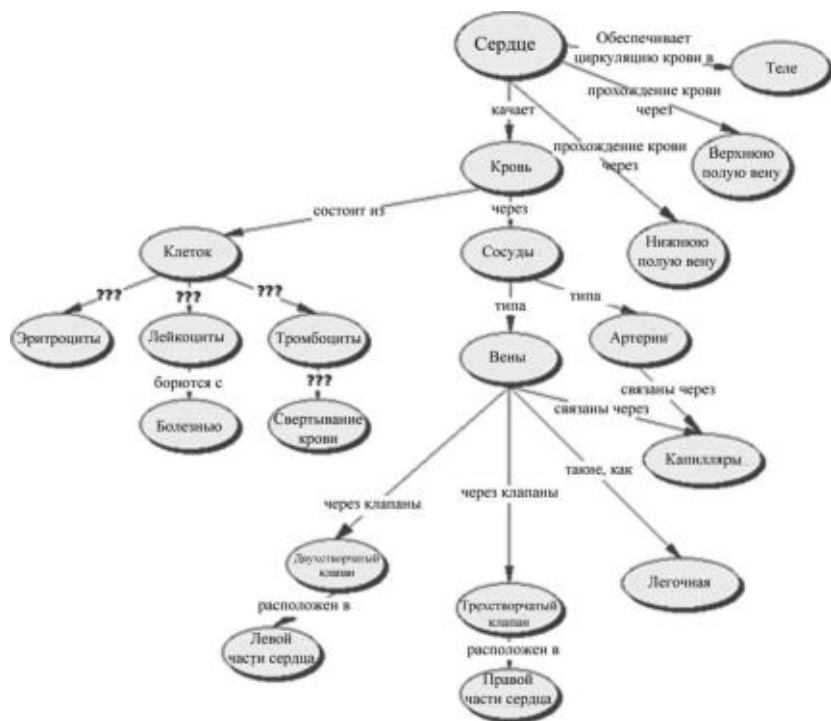 Сердце
Обеспечивает
циркуляцию крови в
Теле
прохождение крови
через
Верхнюю
полую вену
качает
прохождение крови
через
Кровь
Нижнюю
полую вену
состоит из
через
Клеток
Сосуды
???
???
???
типа
типа
Эритроциты
Лейкоциты
Тромбоциты
Вены
Артерии
борются с
???
связаны через
связаны через
Болезнью
Свертывание
крови
Капилляры
такие, как
через клапаны
через клапаны
Двухстворчатый
клапан
Легочная
расположен в
Трехстворчатый
клапан
Левой
части сердца
расположен в
Правой
части сердца